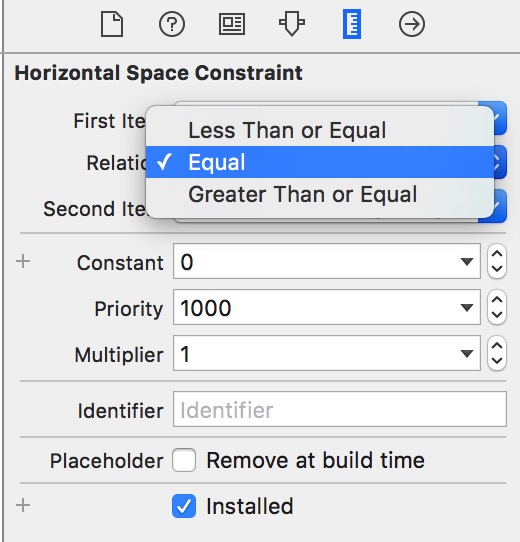 Horizontal Space Constraint
First Ite
Less Than or Equal
Relatio
✓ Equal
Greater Than or Equal
Second Ite
+ Constant 0
Priority 1000
Multiplier 1
Identifier Identifier
Placeholder Remove at build time
+ Installed